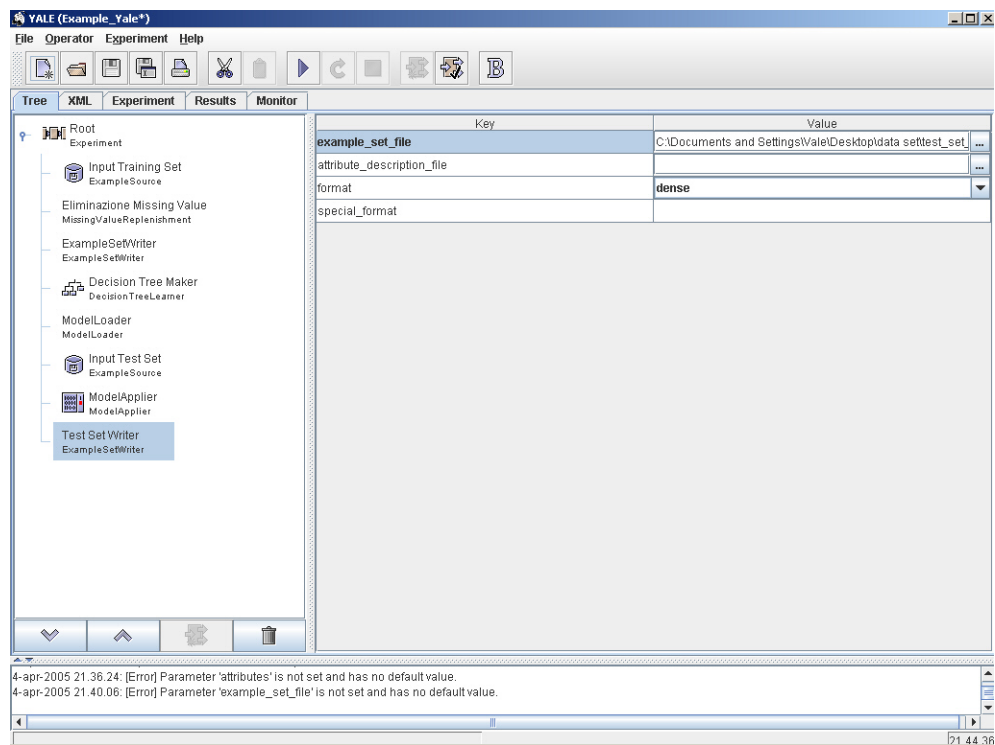 YALE (Example_Yale*)
File Operator Experiment Help
B
Tree XML Experiment Results Monitor
Root
Experiment
Input Training Set
ExampleSource
Eliminazione Missing Value
MissingValueReplenishment
ExampleSetWriter
ExampleSetWriter
Decision Tree Maker
DecisionTreeLearner
ModelLoader
ModelLoader
Input Test Set
ExampleSource
ModelApplier
ModelApplier
Test Set Writer
ExampleSetWriter
Key Value
example_set_file C:\Documents and Settings\Vale\Desktop\data set\test_set_ ...
attribute_description_file ...
format dense
special_format
4-apr-2005 21.36.24: [Error] Parameter 'attributes' is not set and has no default value.
4-apr-2005 21.40.06: [Error] Parameter 'example_set_file' is not set and has no default value.
21.44.36